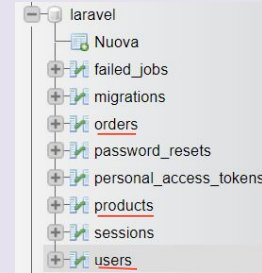 laravel
Nuova
failed_jobs
migrations
orders
password_resets
personal_access_tokens
products
sessions
users